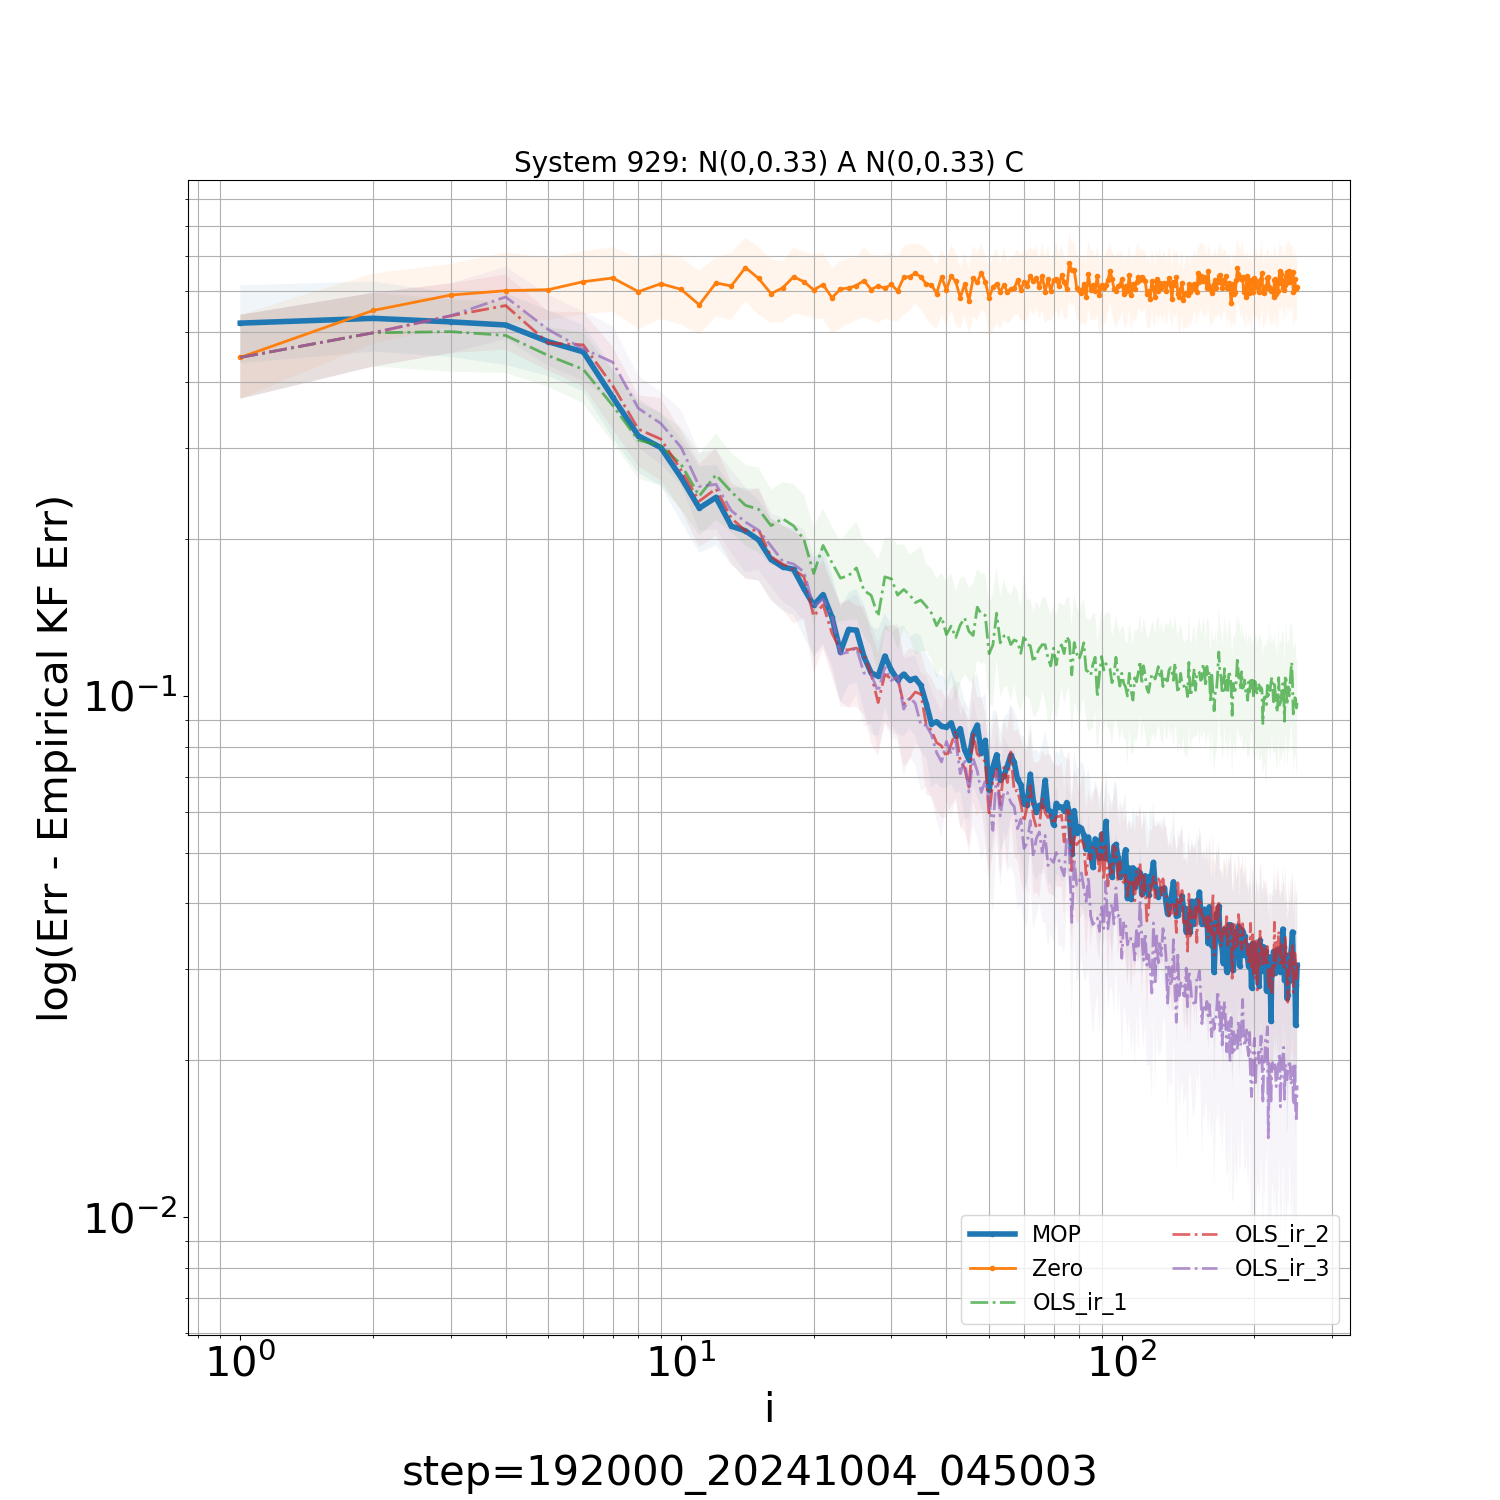 System 929: N(0,0.33) A N(0,0.33) C
log(Err - Empirical KF Err)
10⁻¹
10⁻²
MOP
Zero
OLS_ir_1
OLS_ir_2
OLS_ir_3
10⁰ 10¹ 10²
i
step=192000_20241004_045003